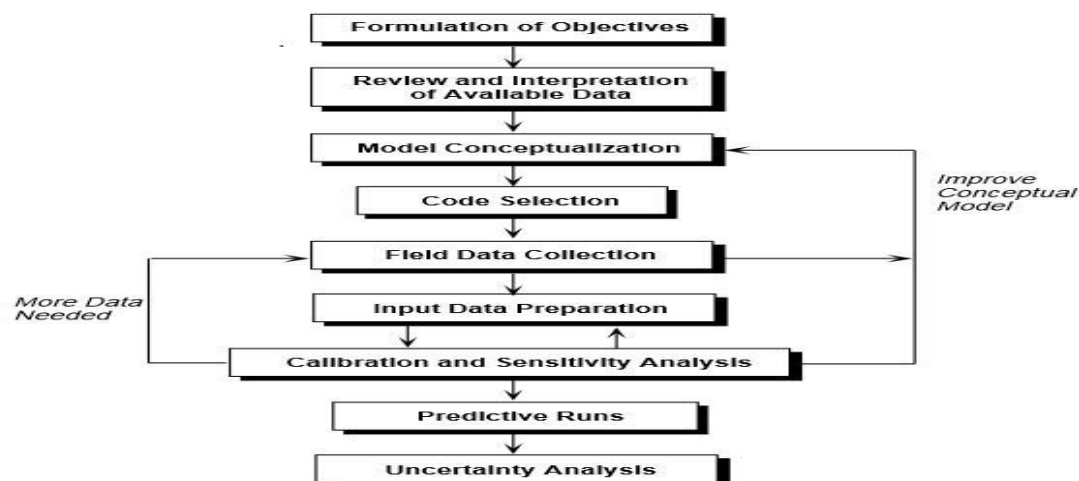 Formulation of Objectives
Review and Interpretation
of Available Data
Model Conceptualization
Improve
Conceptual
Model
Code Selection
Field Data Collection
More Data
Needed
Input Data Preparation
Calibration and Sensitivity Analysis
Predictive Runs
Uncertainty Analysis